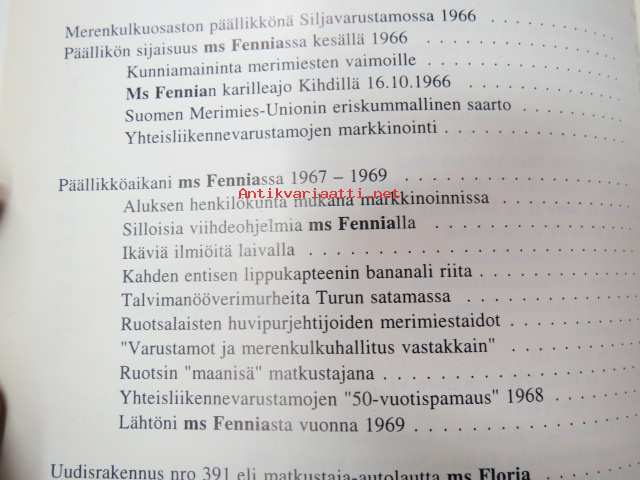 Merenkulkuosaston päällikkönä Siljavarustamossa 1966
Päällikön sijaisuus ms Fenniassa kesällä 1966 . . . . . . . . . . . . .
Kunniamaininta merimiesten vaimoille . . . . . . . . . . . . .
Ms Fennian karilleajo Kihdillä 16.10.1966 . . . . . . . . . . .
Suomen Merimies-Unionin eriskummallinen saarto . . . . . . . .
Yhteisliikennevarustamojen markkinointi . . . . . . . . . . . . .
Päällikköaikani ms Fenniassa 1967 – 1969 . . . . . . . . . . . . . . .
Antikvariaatti.net
Aluksen henkilökunta mukana markkinoinnissa . . . . . . . . .
Silloisia viihdeohjelmia ms Fennialla . . . . . . . . . . . . . .
Ikäviä ilmiöitä laivalla . . . . . . . . . . . . . . . . . . . . . .
Kahden entisen lippukapteenin bananali riita . . . . . . . . . .
Talvimanööverimurheita Turun satamassa . . . . . . . . . . . .
Ruotsalaisten huvipurjehtijoiden merimiestaidot . . . . . . . .
"Varustamot ja merenkulkuhallitus vastakkain" . . . . . . . .
Ruotsin "maanisä" matkustajana . . . . . . . . . . . . . . . .
Yhteisliikennevarustamojen "50-vuotispamaus" 1968 . . . . .
Lähtöni ms Fenniasta vuonna 1969 . . . . . . . . . . . . . . .
Uudisrakennus nro 391 eli matkustaja-autolautta ms Floria . . . . . .